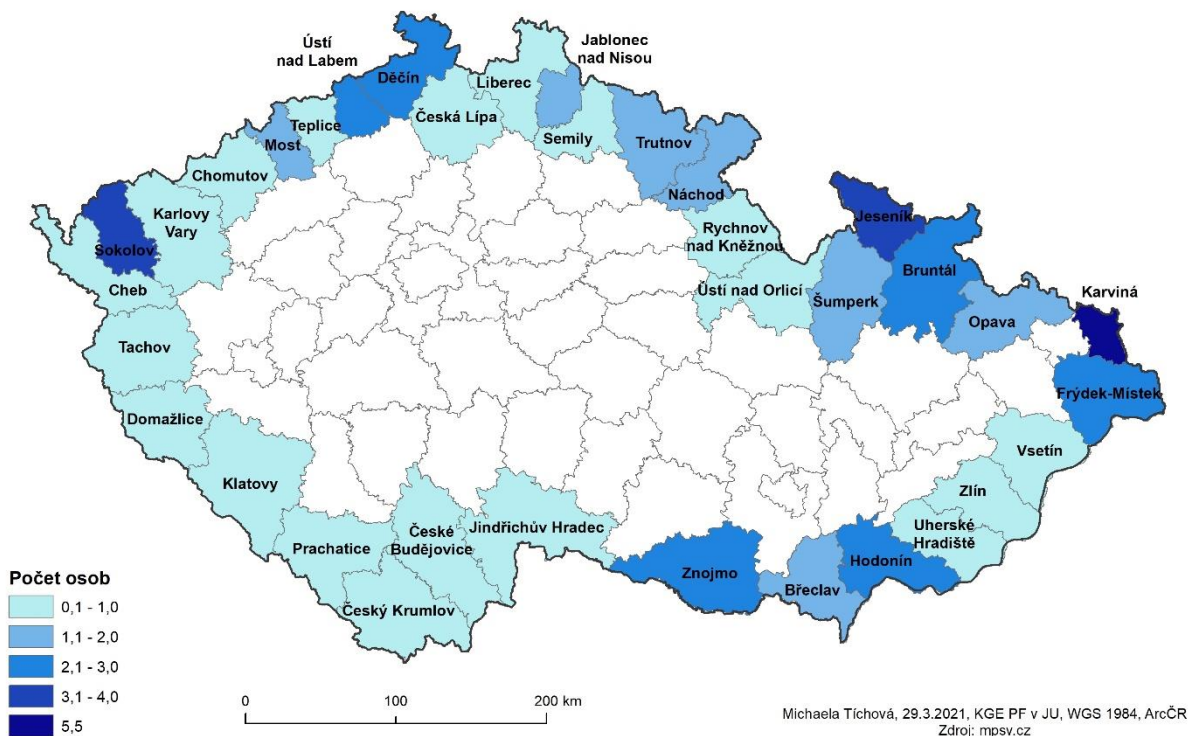 Ústí
nad Labem
Děčín
Jablonec
nad Nisou
Liberec
Teplice
Česká Lípa
Most
Semily
Trutnov
Chomutov
Náchod
Karlovy
Vary
Sokolov
Rychnov
nad Kněžnou
Jeseník
Bruntál
Cheb
Ústí nad Orlicí
Šumperk
Karviná
Opava
Tachov
Frýdek-Místek
Domažlice
Vsetín
Klatovy
Zlín
Jindřichův Hradec
České
Budějovice
Uherské
Hradiště
Prachatice
Znojmo
Hodonín
Břeclav
Český Krumlov
Počet osob
0,1 - 1,0
1,1 - 2,0
2,1 - 3,0
3,1 - 4,0
5,5
0 100 200 km
Michaela Tíchová, 29.3.2021, KGE PF v JU, WGS 1984, ArcČR
Zdroj: mpsv.cz